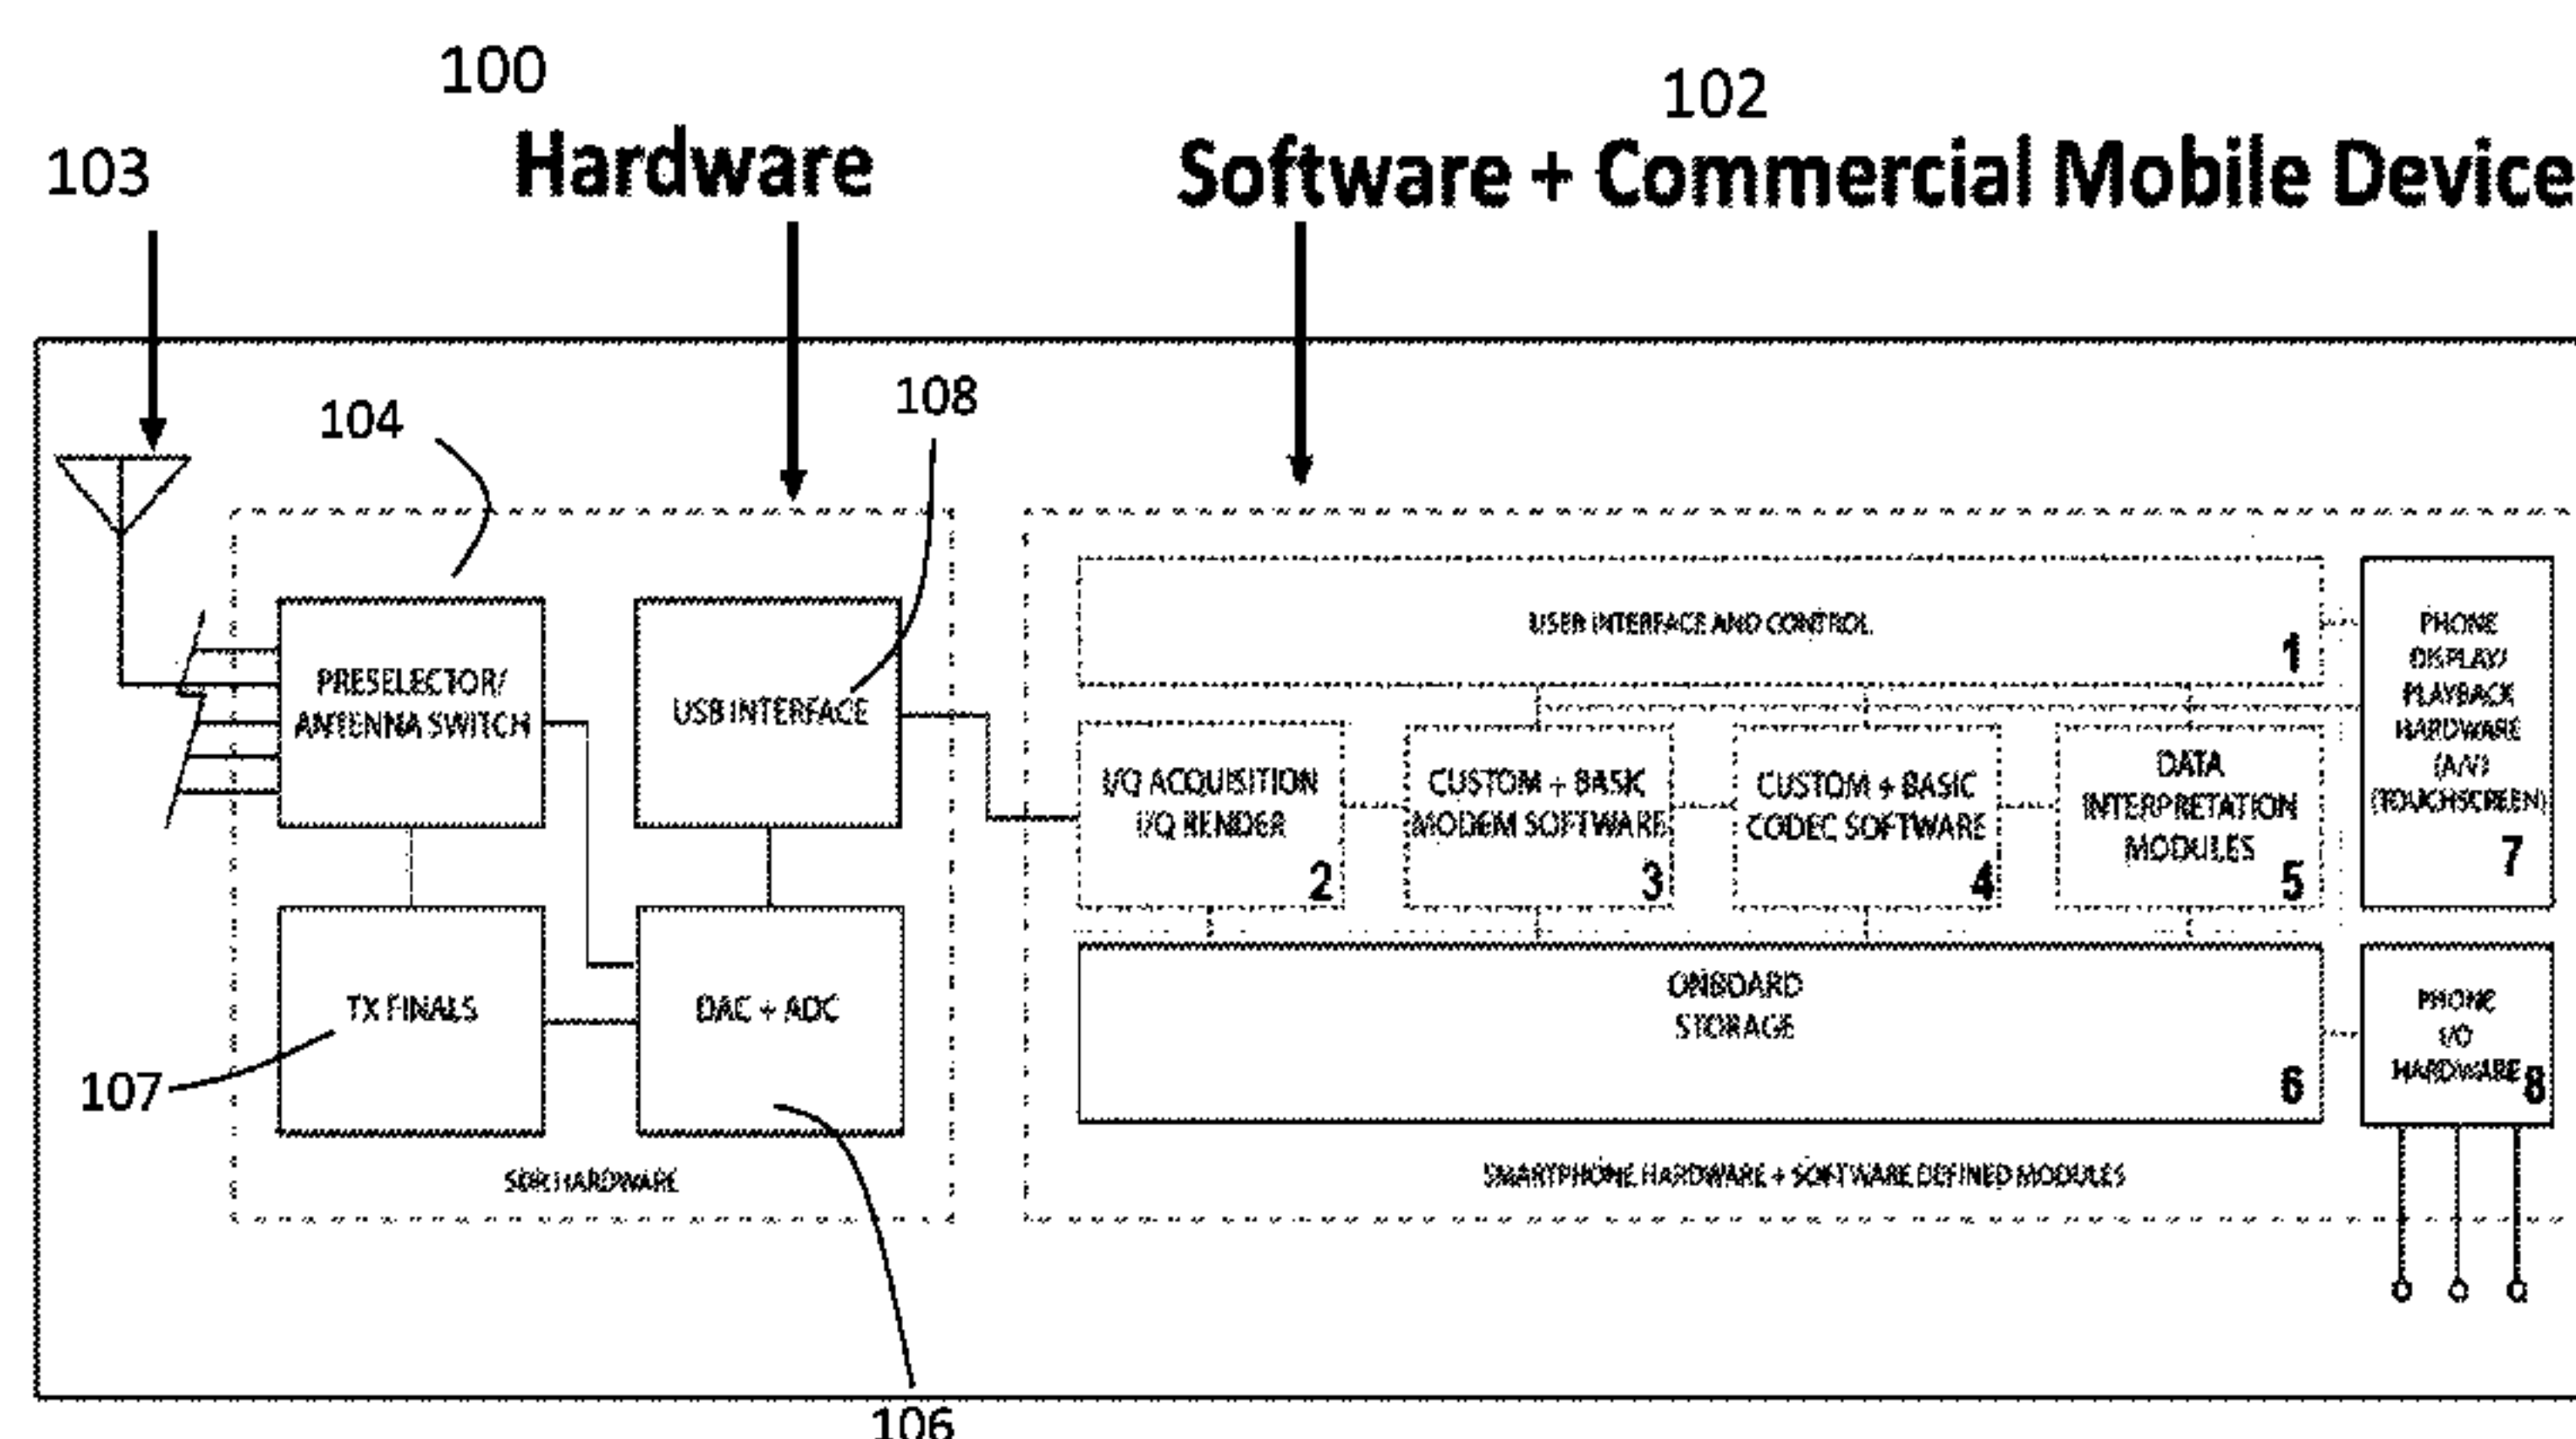 100
102
103
Hardware
Software + Commercial Mobile Device
108
104
PRESELECTOR/
ANTENNA SWITCH
USB INTERFACE
TX FINALS
DAC + ADC
107
SDR HARDWARE
106
USER INTERFACE AND CONTROL
1
I/Q ACQUISITION
I/Q RENDER
2
CUSTOM + BASIC
MODEM SOFTWARE
3
CUSTOM + BASIC
CODEC SOFTWARE
4
DATA
INTERPRETATION
MODULES
5
ONBOARD
STORAGE
6
PHONE
DISPLAY/
PLAYBACK
HARDWARE
(A/V)
(TOUCHSCREEN)
7
PHONE
I/O
HARDWARE
8
SMARTPHONE HARDWARE + SOFTWARE DEFINED MODULES